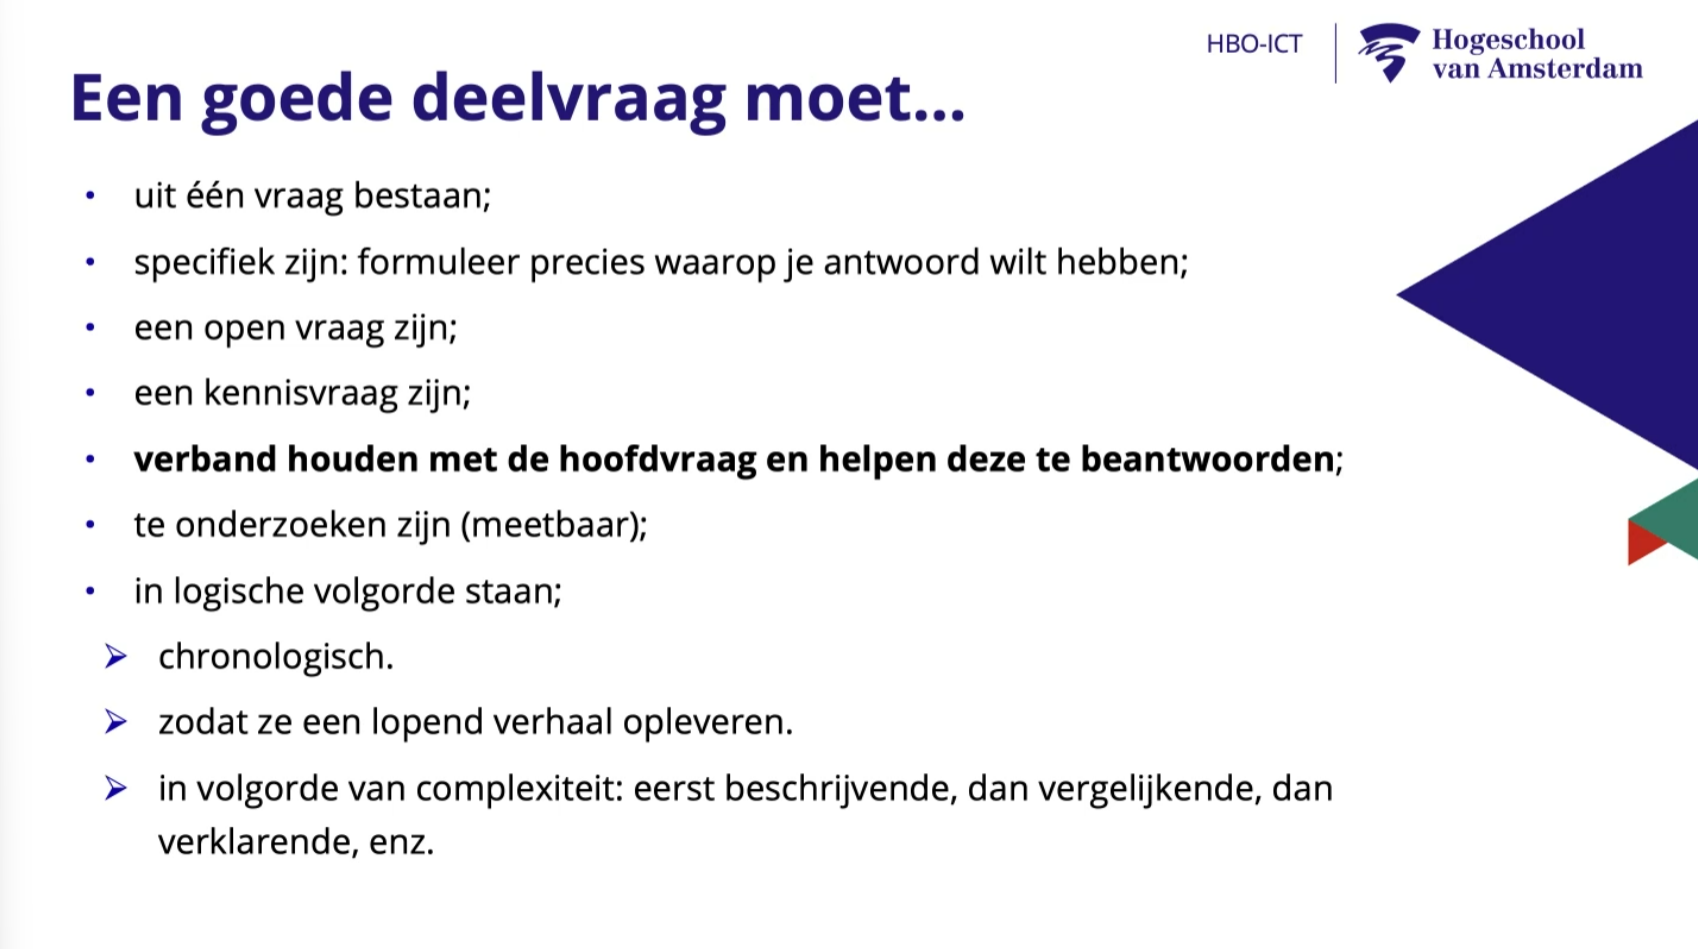 HBO-ICT
Hogeschool
van Amsterdam
Een goede deelvraag moet...
• uit één vraag bestaan;
• specifiek zijn: formuleer precies waarop je antwoord wilt hebben;
• een open vraag zijn;
• een kennisvraag zijn;
• verband houden met de hoofdvraag en helpen deze te beantwoorden;
• te onderzoeken zijn (meetbaar);
• in logische volgorde staan;
➢ chronologisch.
➢ zodat ze een lopend verhaal opleveren.
➢ in volgorde van complexiteit: eerst beschrijvende, dan vergelijkende, dan
verklarende, enz.